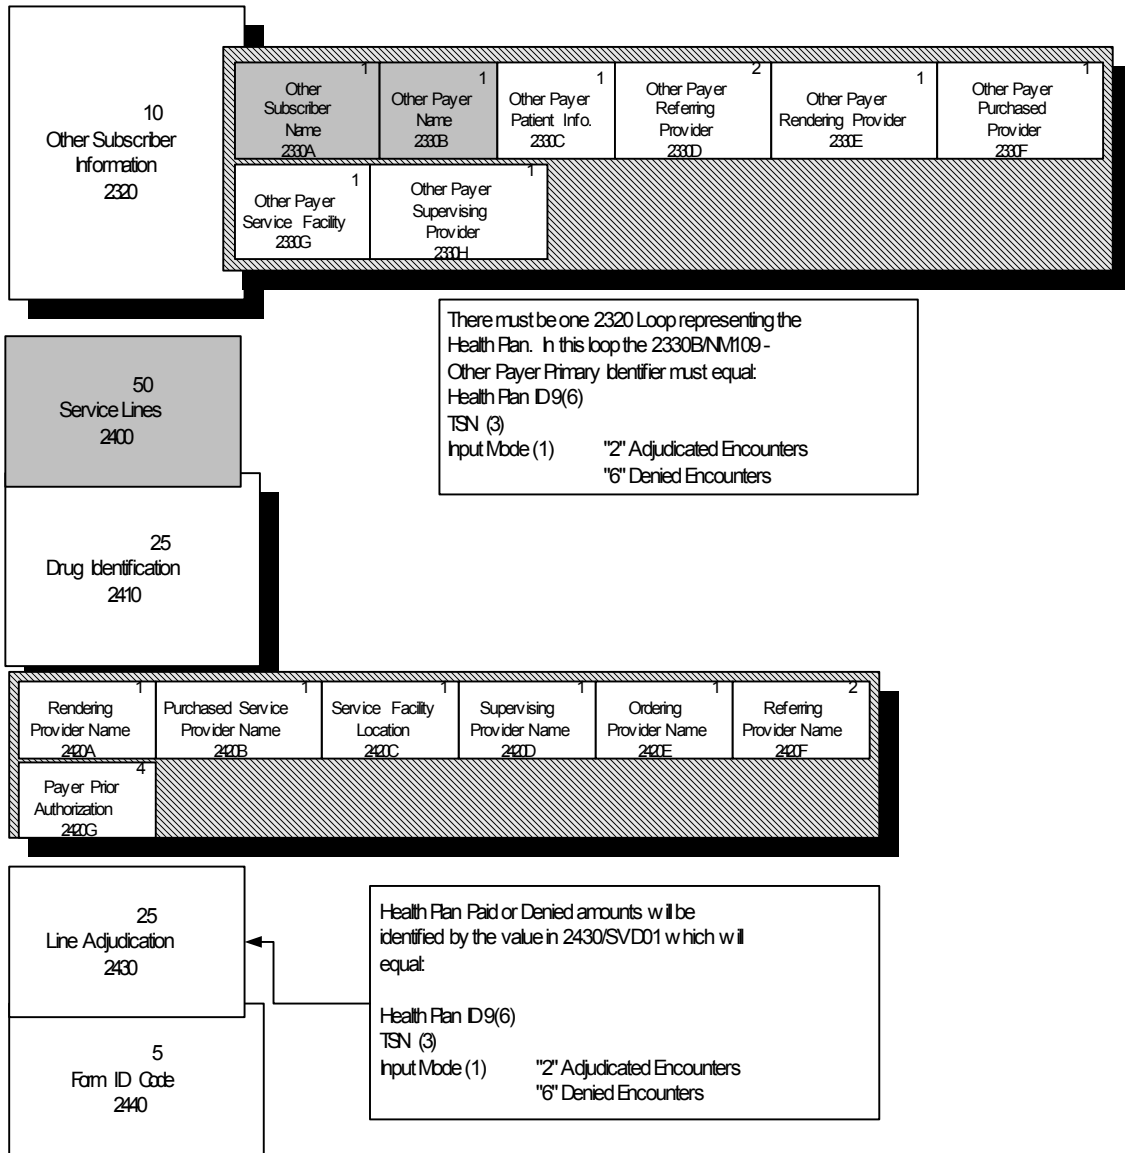 10
Other Subscriber
Information
2320
1
Other
Subscriber
Name
2330A
1
Other Payer
Name
2330B
1
Other Payer
Patient Info.
2330C
2
Other Payer
Referring
Provider
2330D
1
Other Payer
Rendering Provider
2330E
1
Other Payer
Purchased
Provider
2330F
1
Other Payer
Service Facility
2330G
1
Other Payer
Supervising
Provider
2330H
There must be one 2320 Loop representing the
Health Plan. In this loop the 2330B/NM109 -
Other Payer Primary Identifier must equal:
Health Plan ID 9(6)
TSN (3)
Input Mode (1) "2" Adjudicated Encounters
"6" Denied Encounters
50
Service Lines
2400
25
Drug Identification
2410
1
Rendering
Provider Name
2420A
1
Purchased Service
Provider Name
2420B
1
Service Facility
Location
2420C
1
Supervising
Provider Name
2420D
1
Ordering
Provider Name
2420E
2
Referring
Provider Name
2420F
4
Payer Prior
Authorization
2420G
25
Line Adjudication
2430
Health Plan Paid or Denied amounts will be
identified by the value in 2430/SVD01 which will
equal:
Health Plan ID 9(6)
TSN (3)
Input Mode (1) "2" Adjudicated Encounters
"6" Denied Encounters
5
Form ID Code
2440